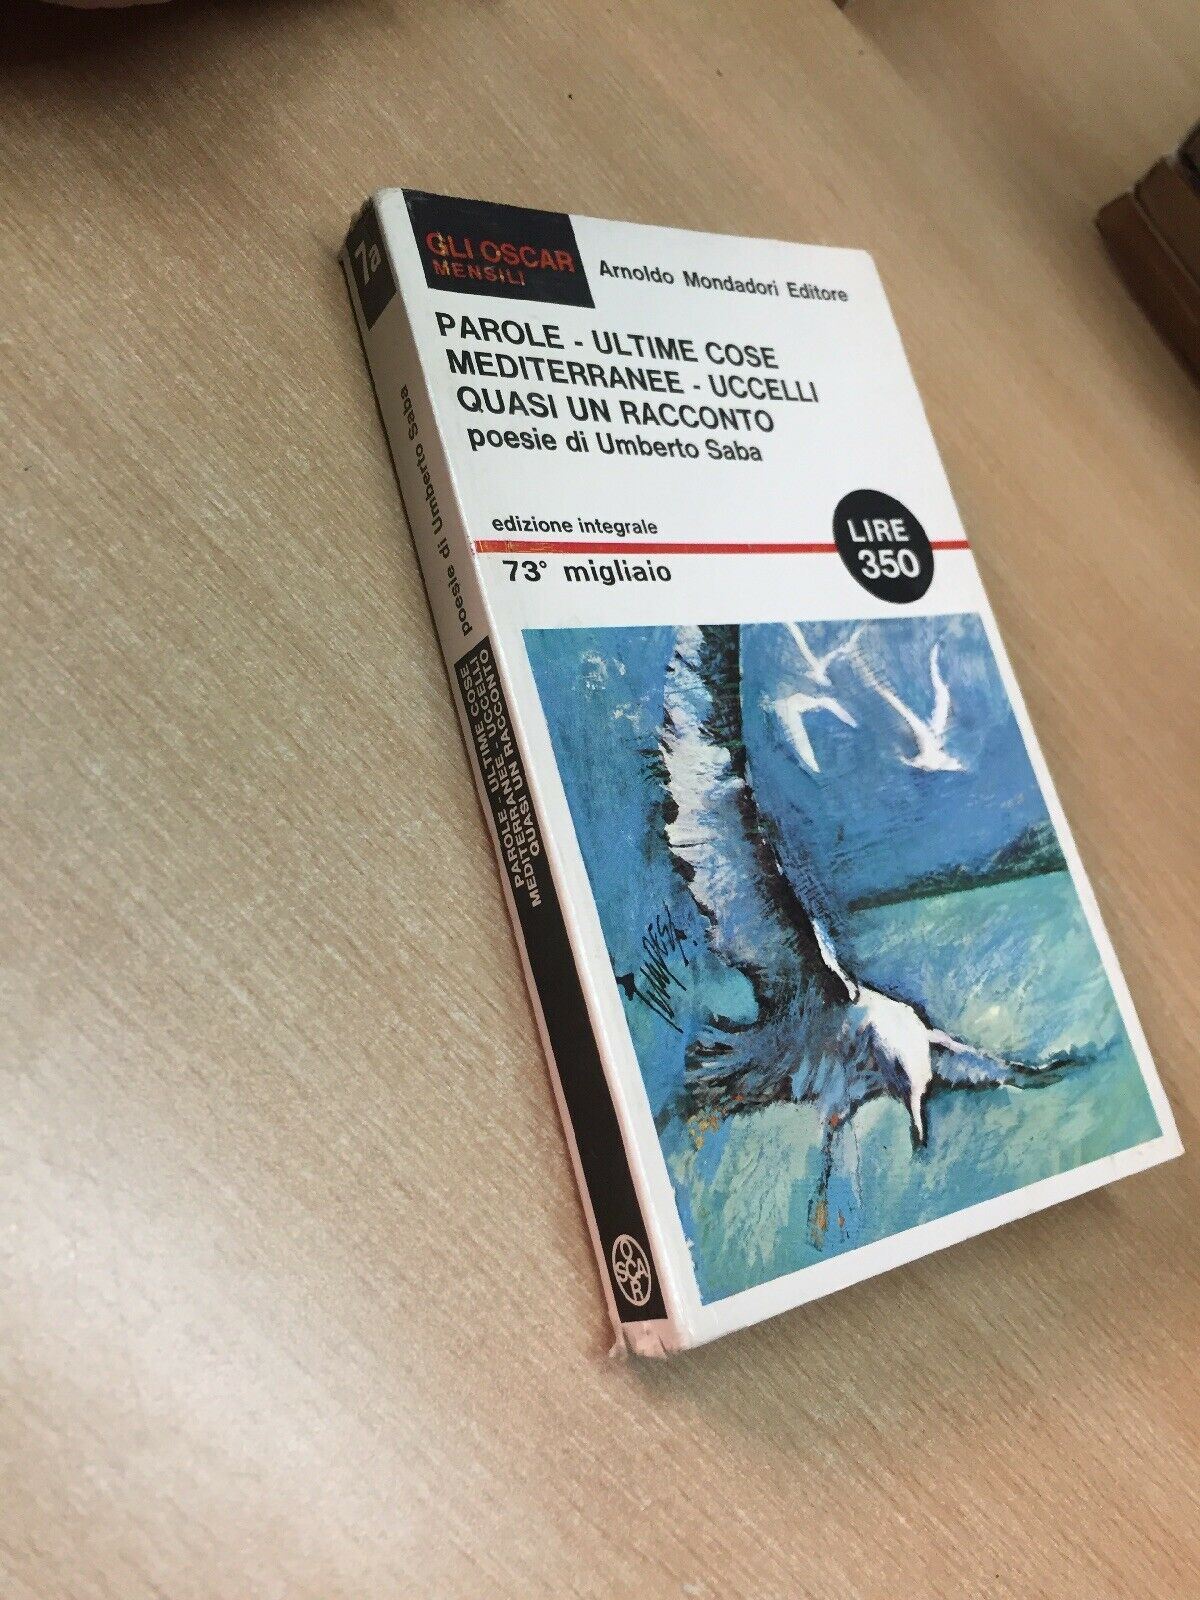 GLI OSCAR
MENSILI
Arnoldo Mondadori Editore
PAROLE - ULTIME COSE
MEDITERRANEE - UCCELLI
QUASI UN RACCONTO
poesie di Umberto Saba
edizione integrale
73° migliaio
LIRE
350
7a
poesie di Umberto Saba
PAROLE - ULTIME COSE
MEDITERRANEE - UCCELLI
QUASI UN RACCONTO
OSCAR